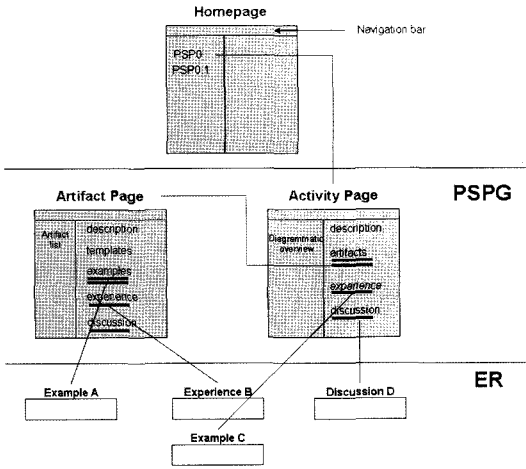 Homepage
Navigation bar
PSP0
PSP0.1
PSPG
Artifact Page
Activity Page
Artifact
list
description
templates
examples
experience
discussion
Diagrammatic
overview
description
artifacts
experience
discussion
ER
Example A
Experience B
Discussion D
Example C